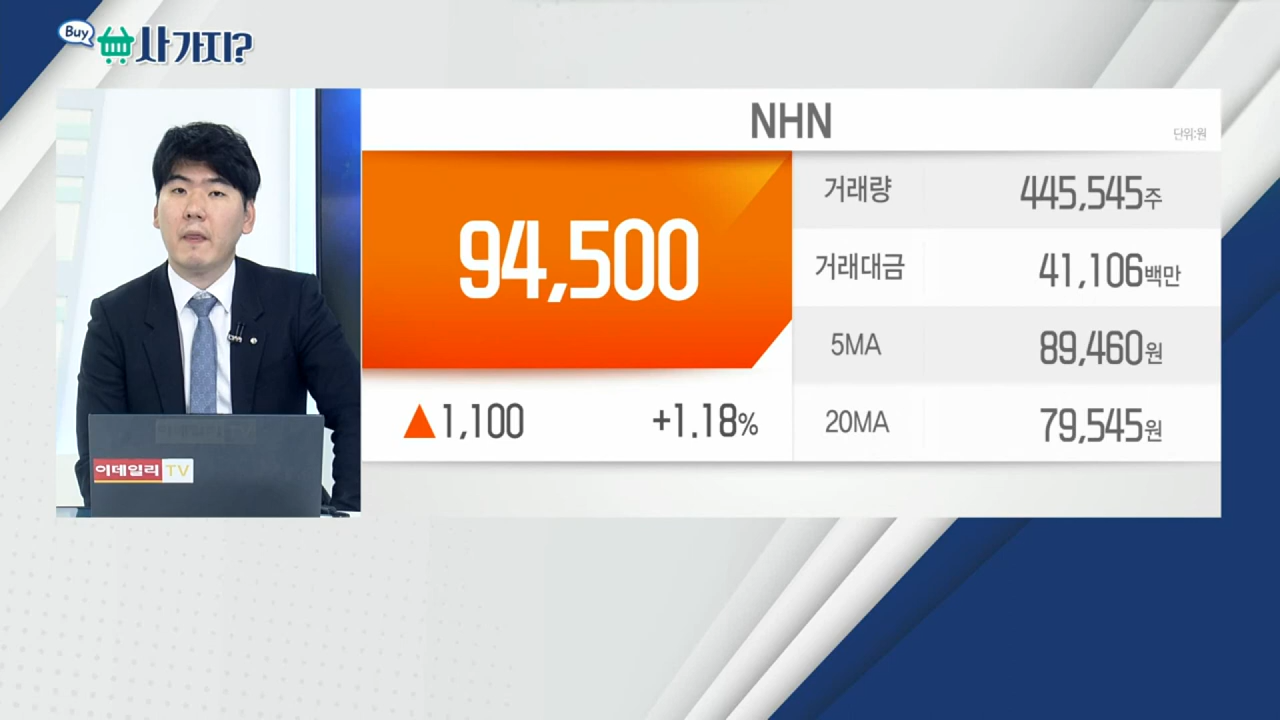 Buy
사가지?
NHN
단위:원
94,500
▲1,100 +1.18%
거래량 445,545주
거래대금 41,106백만
5MA 89,460원
20MA 79,545원
이데일리TV